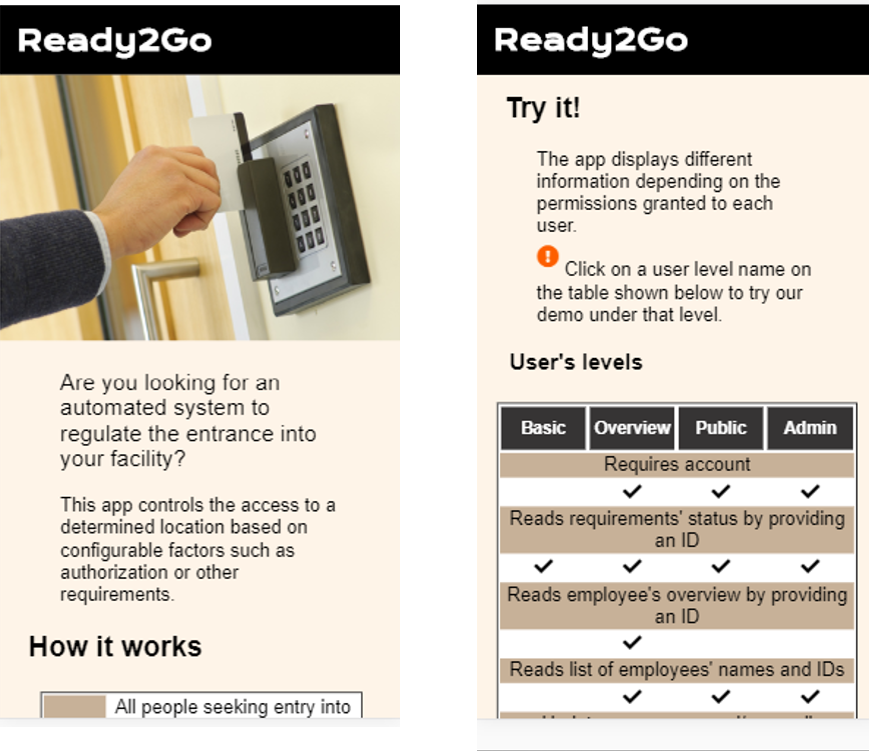 Ready2Go
Are you looking for an
automated system to
regulate the entrance into
your facility?
This app controls the access to a
determined location based on
configurable factors such as
authorization or other
requirements.
How it works
All people seeking entry into
Ready2Go
Try it!
The app displays different
information depending on the
permissions granted to each
user.
Click on a user level name on
the table shown below to try our
demo under that level.
User's levels
Basic Overview Public Admin
Requires account
Reads requirements' status by providing
an ID
Reads employee's overview by providing
an ID
Reads list of employees' names and IDs